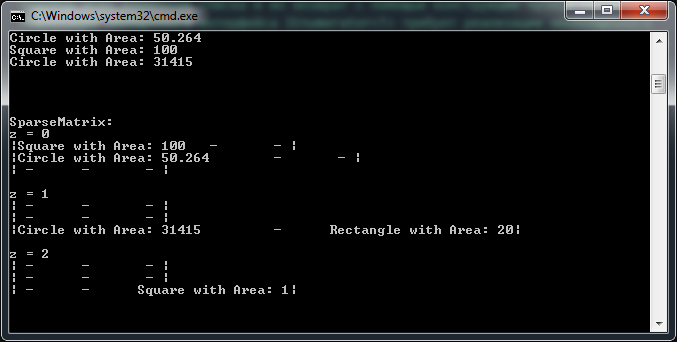 C:\Windows\system32\cmd.exe
Circle with Area: 50.264
Square with Area: 100
Circle with Area: 31415
SparseMatrix:
z = 0
¦Square with Area: 100   -       - ¦
¦Circle with Area: 50.264        -       - ¦
¦ -      -       - ¦
z = 1
¦ -      -       - ¦
¦ -      -       - ¦
¦Circle with Area: 31415         -      Rectangle with Area: 20¦
z = 2
¦ -      -       - ¦
¦ -      -       - ¦
¦ -      -      Square with Area: 1¦